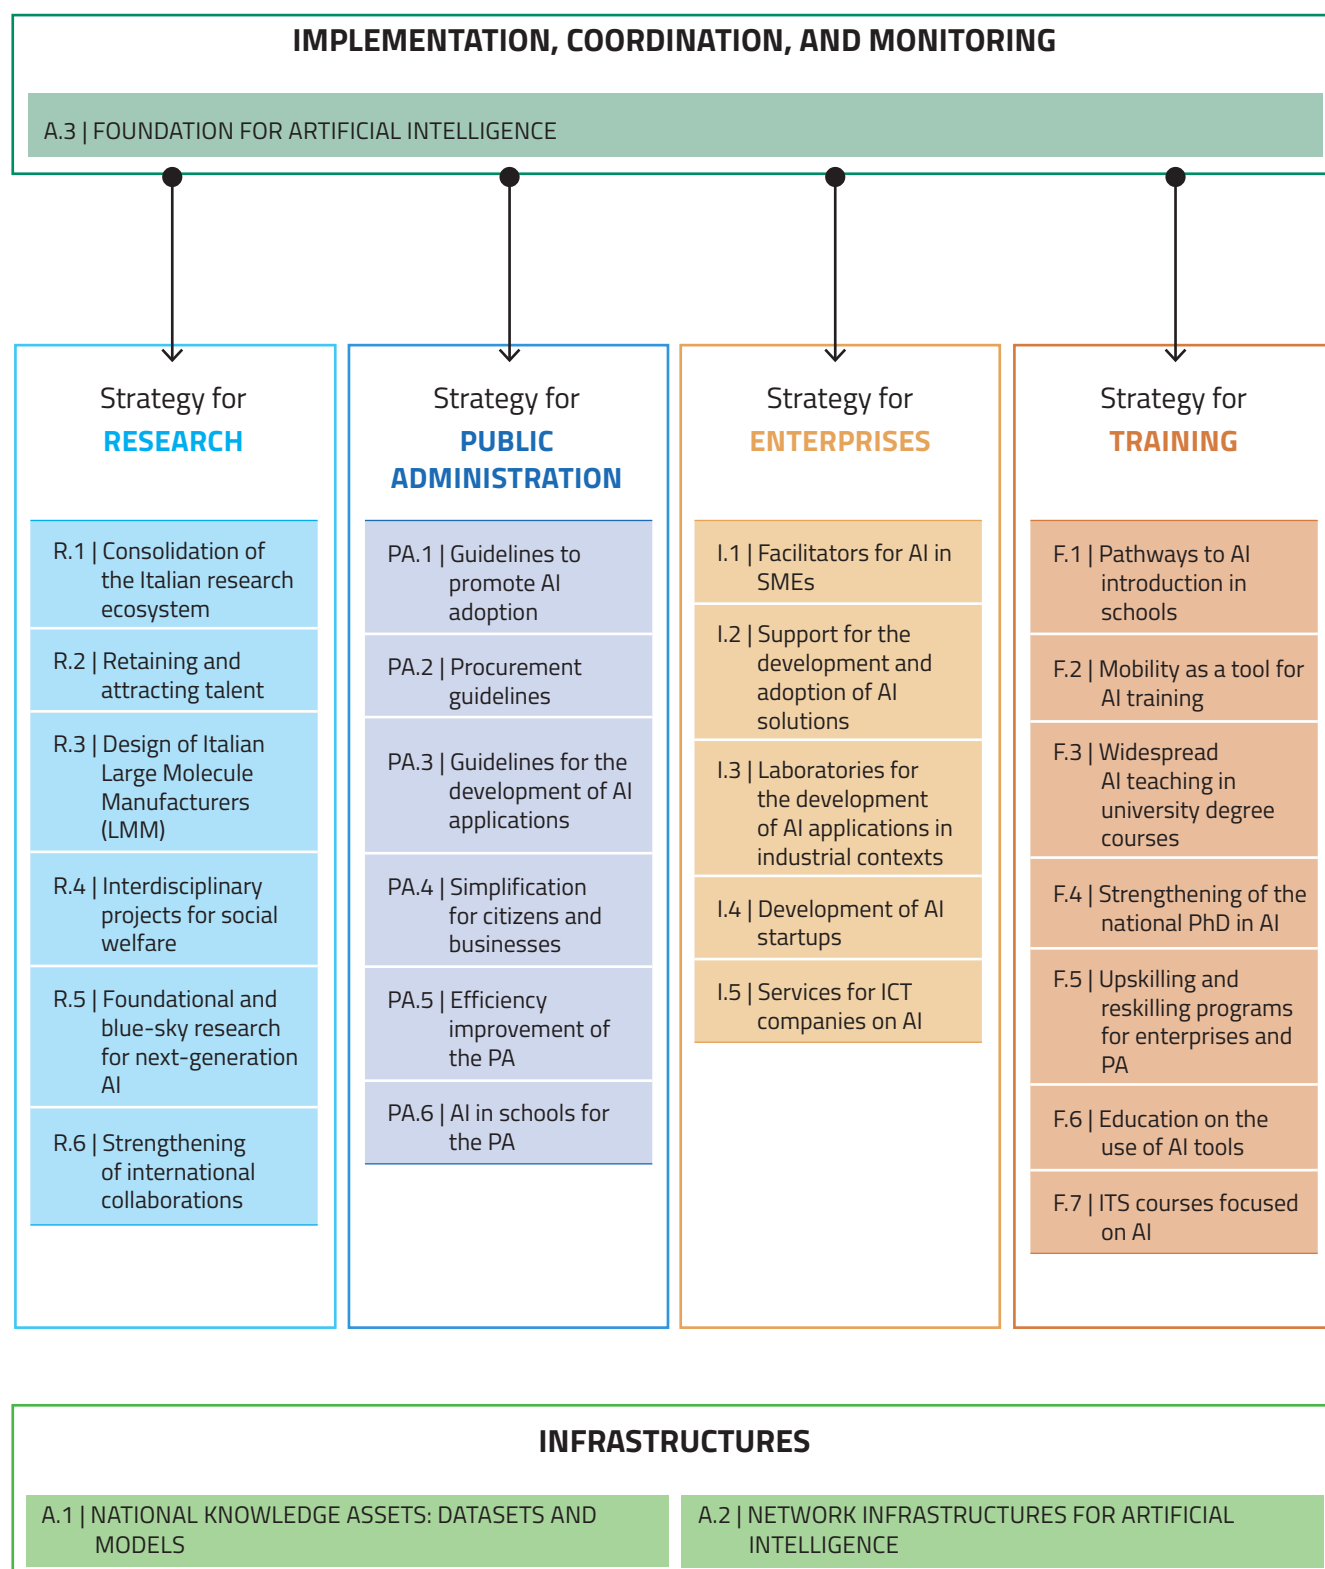 IMPLEMENTATION, COORDINATION, AND MONITORING
A.3 | FOUNDATION FOR ARTIFICIAL INTELLIGENCE
Strategy for
RESEARCH
R.1 | Consolidation of
the Italian research
ecosystem
R.2 | Retaining and
attracting talent
R.3 | Design of Italian
Large Molecule
Manufacturers
(LMM)
R.4 | Interdisciplinary
projects for social
welfare
R.5 | Foundational and
blue-sky research
for next-generation
AI
R.6 | Strengthening
of international
collaborations
Strategy for
PUBLIC
ADMINISTRATION
PA.1 | Guidelines to
promote AI
adoption
PA.2 | Procurement
guidelines
PA.3 | Guidelines for the
development of AI
applications
PA.4 | Simplification
for citizens and
businesses
PA.5 | Efficiency
improvement of
the PA
PA.6 | AI in schools for
the PA
Strategy for
ENTERPRISES
I.1 | Facilitators for AI in
SMEs
I.2 | Support for the
development and
adoption of AI
solutions
I.3 | Laboratories for
the development
of AI applications in
industrial contexts
I.4 | Development of AI
startups
I.5 | Services for ICT
companies on AI
Strategy for
TRAINING
F.1 | Pathways to AI
introduction in
schools
F.2 | Mobility as a tool for
AI training
F.3 | Widespread
AI teaching in
university degree
courses
F.4 | Strengthening of the
national PhD in AI
F.5 | Upskilling and
reskilling programs
for enterprises and
PA
F.6 | Education on the
use of AI tools
F.7 | ITS courses focused
on AI
INFRASTRUCTURES
A.1 | NATIONAL KNOWLEDGE ASSETS: DATASETS AND
MODELS
A.2 | NETWORK INFRASTRUCTURES FOR ARTIFICIAL
INTELLIGENCE